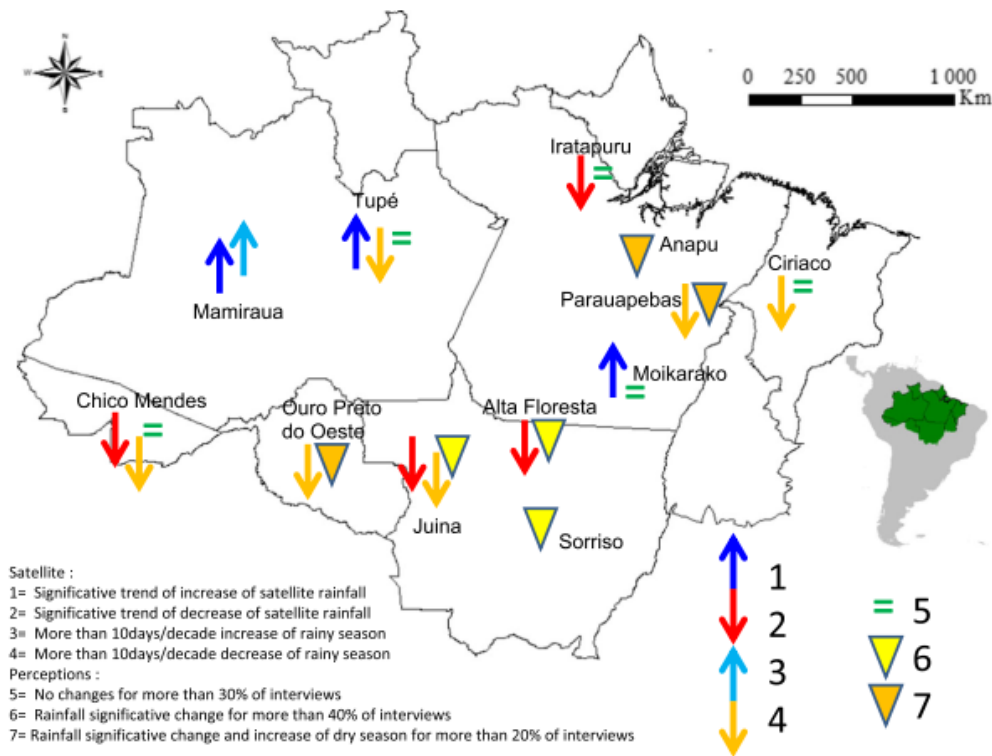 N
E
S
0 250 500 1 000
Km
Iratapuru
Tupé
Anapu
Ciriaco
Parauapebas
Mamiraua
Moikarako
Chico Mendes
Ouro Preto
do Oeste
Alta Floresta
Juina
Sorriso
Satellite :
1= Significative trend of increase of satellite rainfall
2= Significative trend of decrease of satellite rainfall
3= More than 10days/decade increase of rainy season
4= More than 10days/decade decrease of rainy season
Perceptions :
5= No changes for more than 30% of interviews
6= Rainfall significative change for more than 40% of interviews
7= Rainfall significative change and increase of dry season for more than 20% of interviews
1
2
3
4
5
6
7